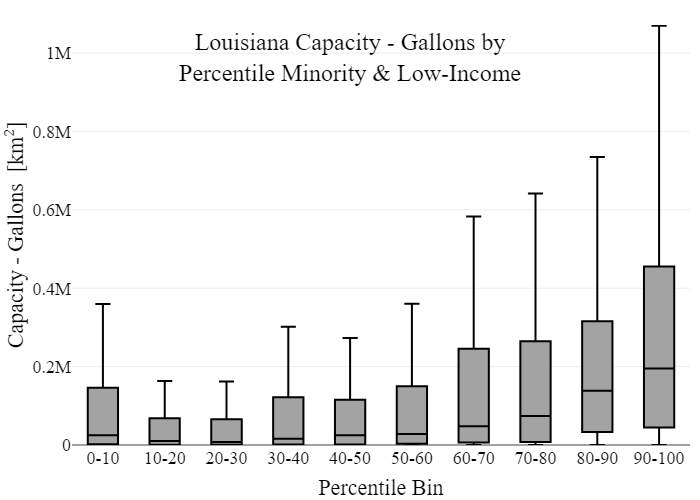 Louisiana Capacity - Gallons by
Percentile Minority & Low-Income
Capacity - Gallons [km²]
1M
0.8M
0.6M
0.4M
0.2M
0
0-10 10-20 20-30 30-40 40-50 50-60 60-70 70-80 80-90 90-100
Percentile Bin